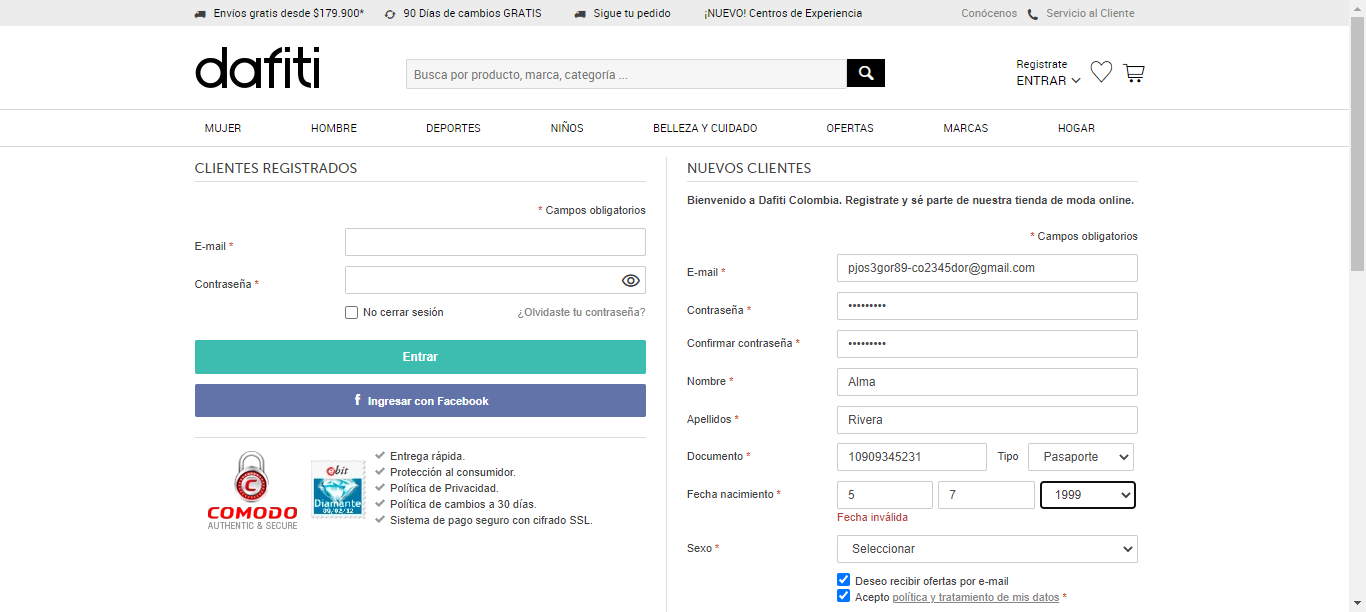 Envíos gratis desde $179.900* 90 Días de cambios GRATIS Sigue tu pedido ¡NUEVO! Centros de Experiencia Conócenos Servicio al Cliente
dafiti
Busca por producto, marca, categoría ...
Registrate
ENTRAR
MUJER HOMBRE DEPORTES NIÑOS BELLEZA Y CUIDADO OFERTAS MARCAS HOGAR
CLIENTES REGISTRADOS
* Campos obligatorios
E-mail *
Contraseña *
No cerrar sesión ¿Olvidaste tu contraseña?
Entrar
f Ingresar con Facebook
C
COMODO
AUTHENTIC & SECURE
ebit
Diamante
09/02/12
Entrega rápida.
Protección al consumidor.
Política de Privacidad.
Política de cambios a 30 días.
Sistema de pago seguro con cifrado SSL.
NUEVOS CLIENTES
Bienvenido a Dafiti Colombia. Registrate y sé parte de nuestra tienda de moda online.
* Campos obligatorios
E-mail * pjos3gor89-co2345dor@gmail.com
Contraseña * •••••••••
Confirmar contraseña * •••••••••
Nombre * Alma
Apellidos * Rivera
Documento * 10909345231 Tipo Pasaporte
Fecha nacimiento * 5 7 1999
Fecha inválida
Sexo * Seleccionar
Deseo recibir ofertas por e-mail
Acepto política y tratamiento de mis datos *